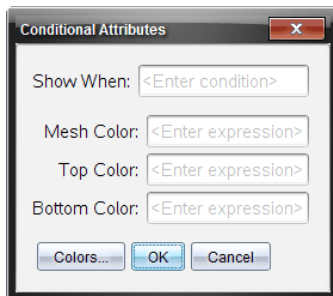 Conditional Attributes
Show When: <Enter condition>
Mesh Color: <Enter expression>
Top Color: <Enter expression>
Bottom Color: <Enter expression>
Colors... OK Cancel